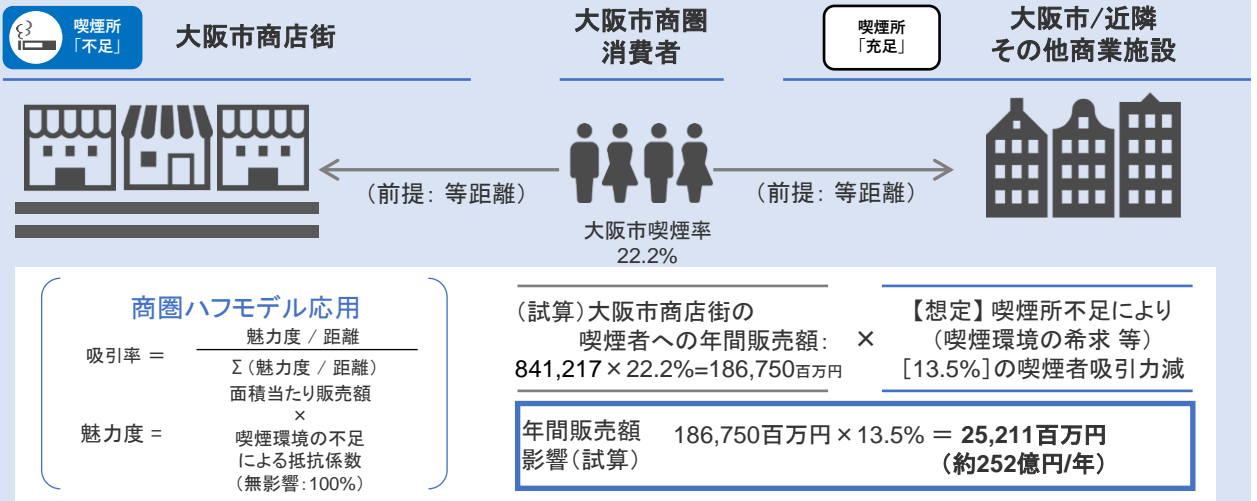 喫煙所
「不足」
大阪市商店街
大阪市商圏
消費者
喫煙所
「充足」
大阪市/近隣
その他商業施設
(前提: 等距離)
(前提: 等距離)
大阪市喫煙率
22.2%
商圏ハフモデル応用
吸引率 =
魅力度 / 距離
Σ(魅力度 / 距離)
魅力度 =
面積当たり販売額
×
喫煙環境の不足
による抵抗係数
(無影響:100%)
(試算)大阪市商店街の
喫煙者への年間販売額:
841,217×22.2%=186,750百万円
×
【想定】喫煙所不足により
(喫煙環境の希求 等)
[13.5%]の喫煙者吸引力減
年間販売額
影響(試算)
186,750百万円×13.5% = 25,211百万円
(約252億円/年)